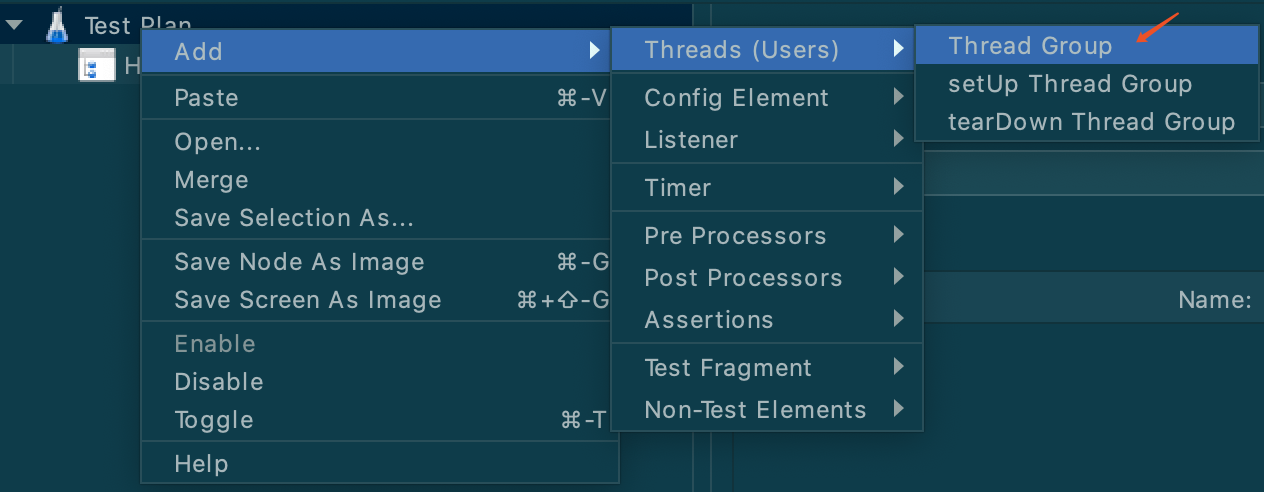 Test Plan
H
Add
Paste ⌘-V
Open...
Merge
Save Selection As...
Save Node As Image ⌘-G
Save Screen As Image ⌘+⇧-G
Enable
Disable
Toggle ⌘-T
Help
Threads (Users)
Config Element
Listener
Timer
Pre Processors
Post Processors
Assertions
Test Fragment
Non-Test Elements
Thread Group
setUp Thread Group
tearDown Thread Group
Name: